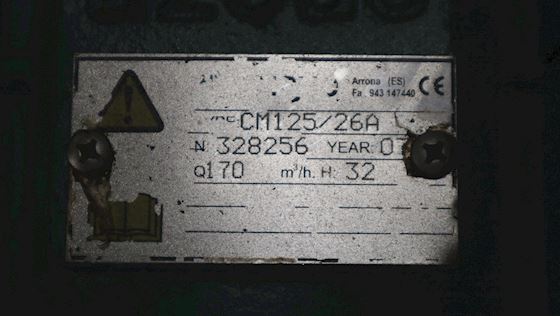 Arrona (ES)
Fa . 943 147440 CE
CM125/26A
N 328256 YEAR: 0
Q170 m³/h. H: 32